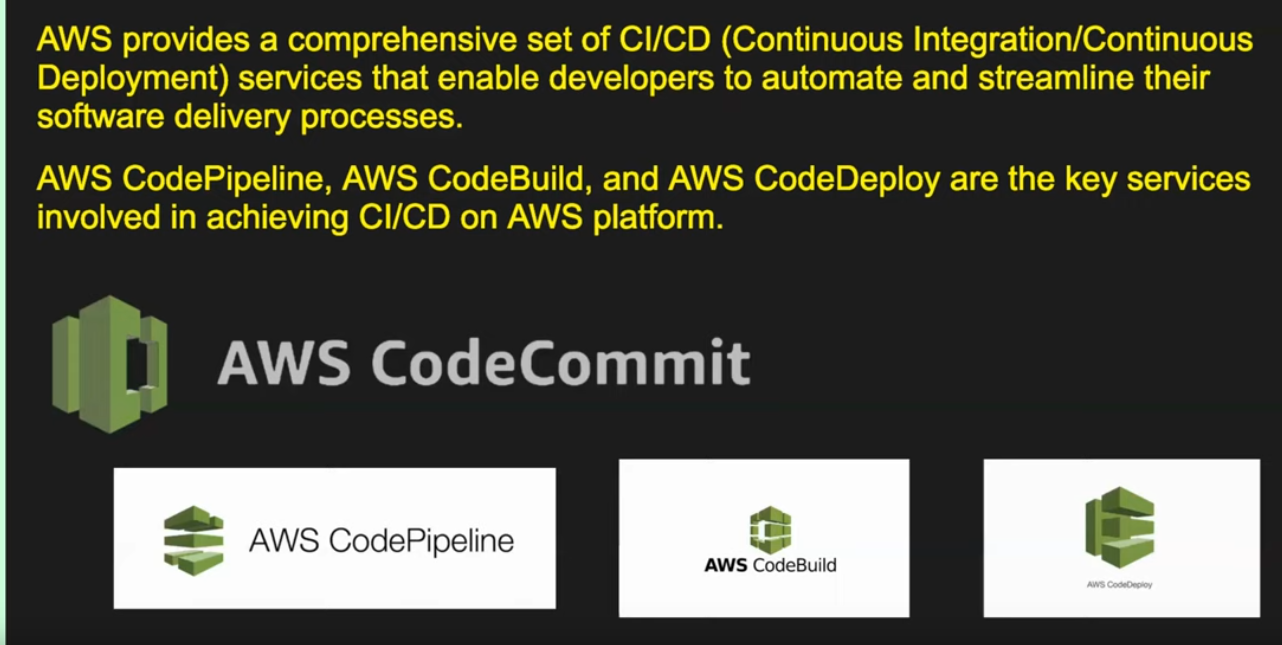 AWS provides a comprehensive set of CI/CD (Continuous Integration/Continuous
Deployment) services that enable developers to automate and streamline their
software delivery processes.
AWS CodePipeline, AWS CodeBuild, and AWS CodeDeploy are the key services
involved in achieving CI/CD on AWS platform.
AWS CodeCommit
AWS CodePipeline
AWS CodeBuild
AWS CodeDeploy